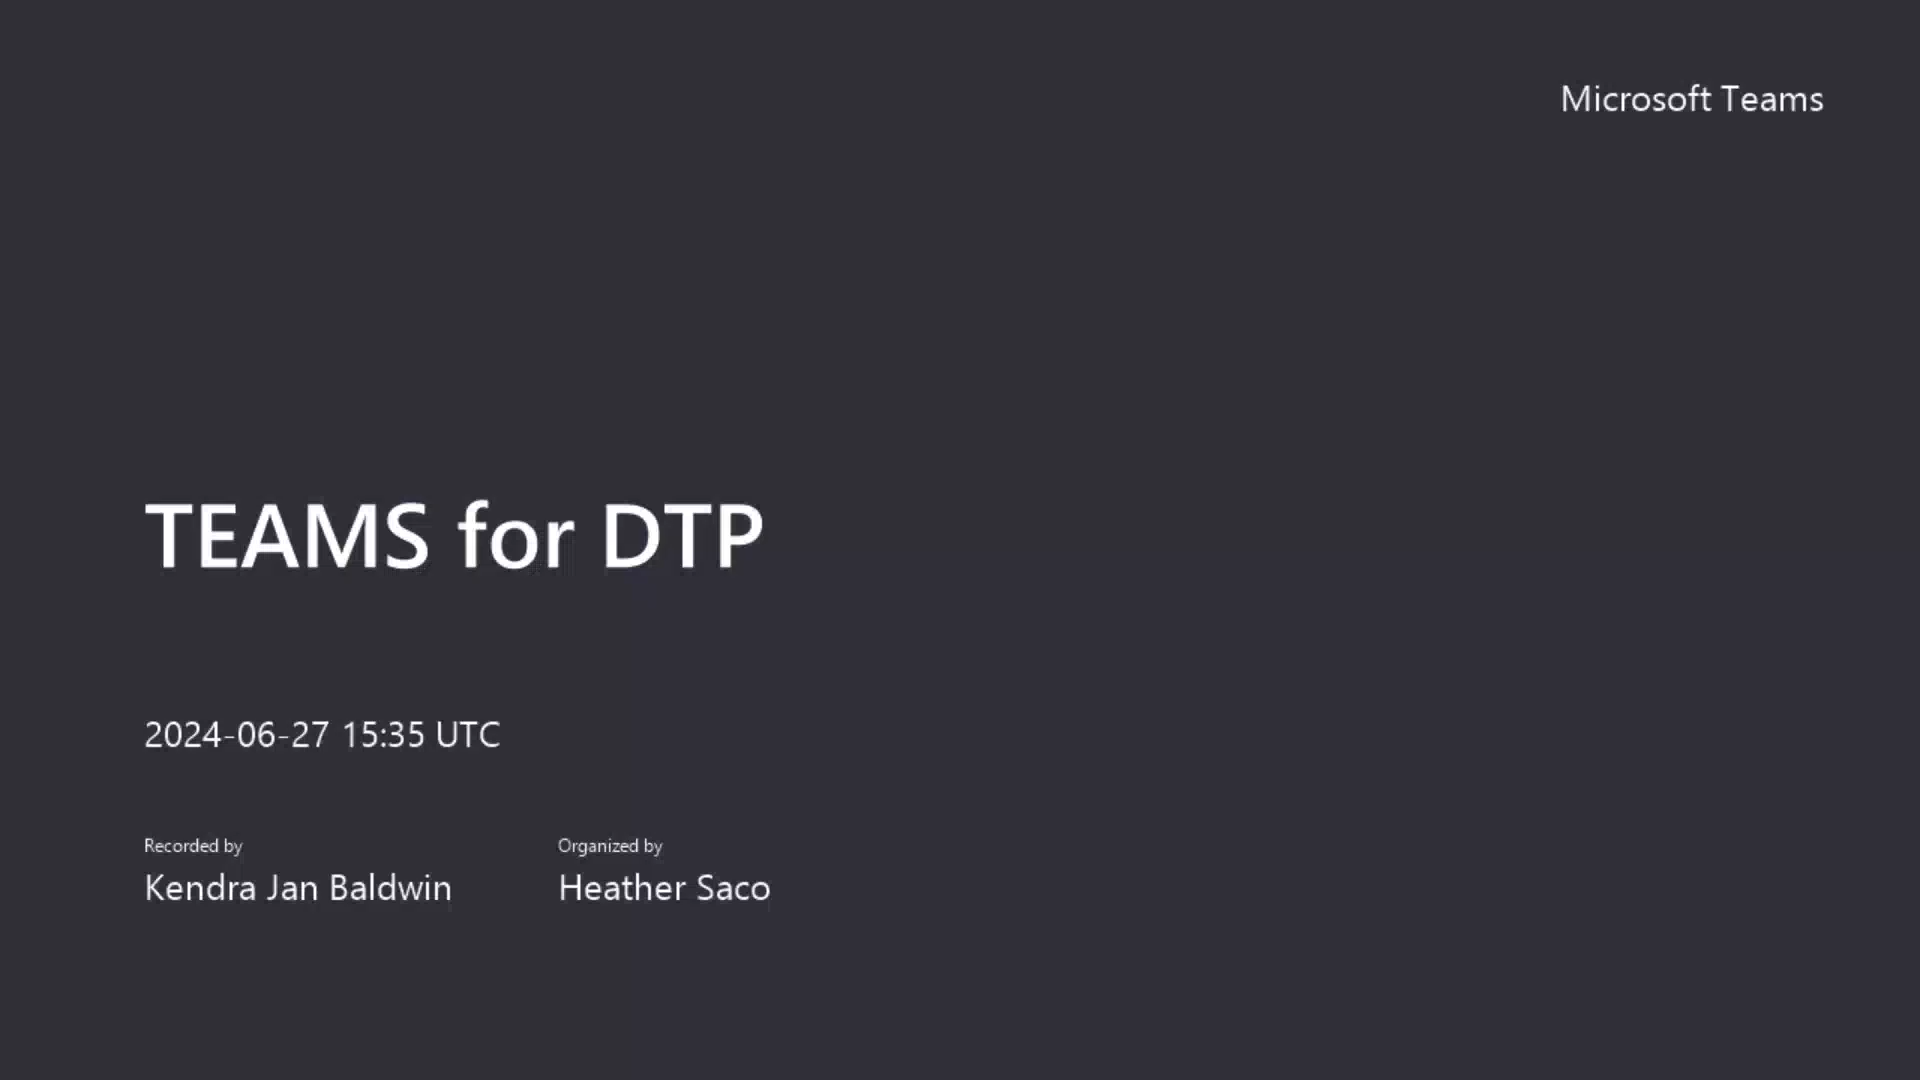 Microsoft Teams
TEAMS for DTP
2024-06-27 15:35 UTC
Recorded by
Kendra Jan Baldwin
Organized by
Heather Saco